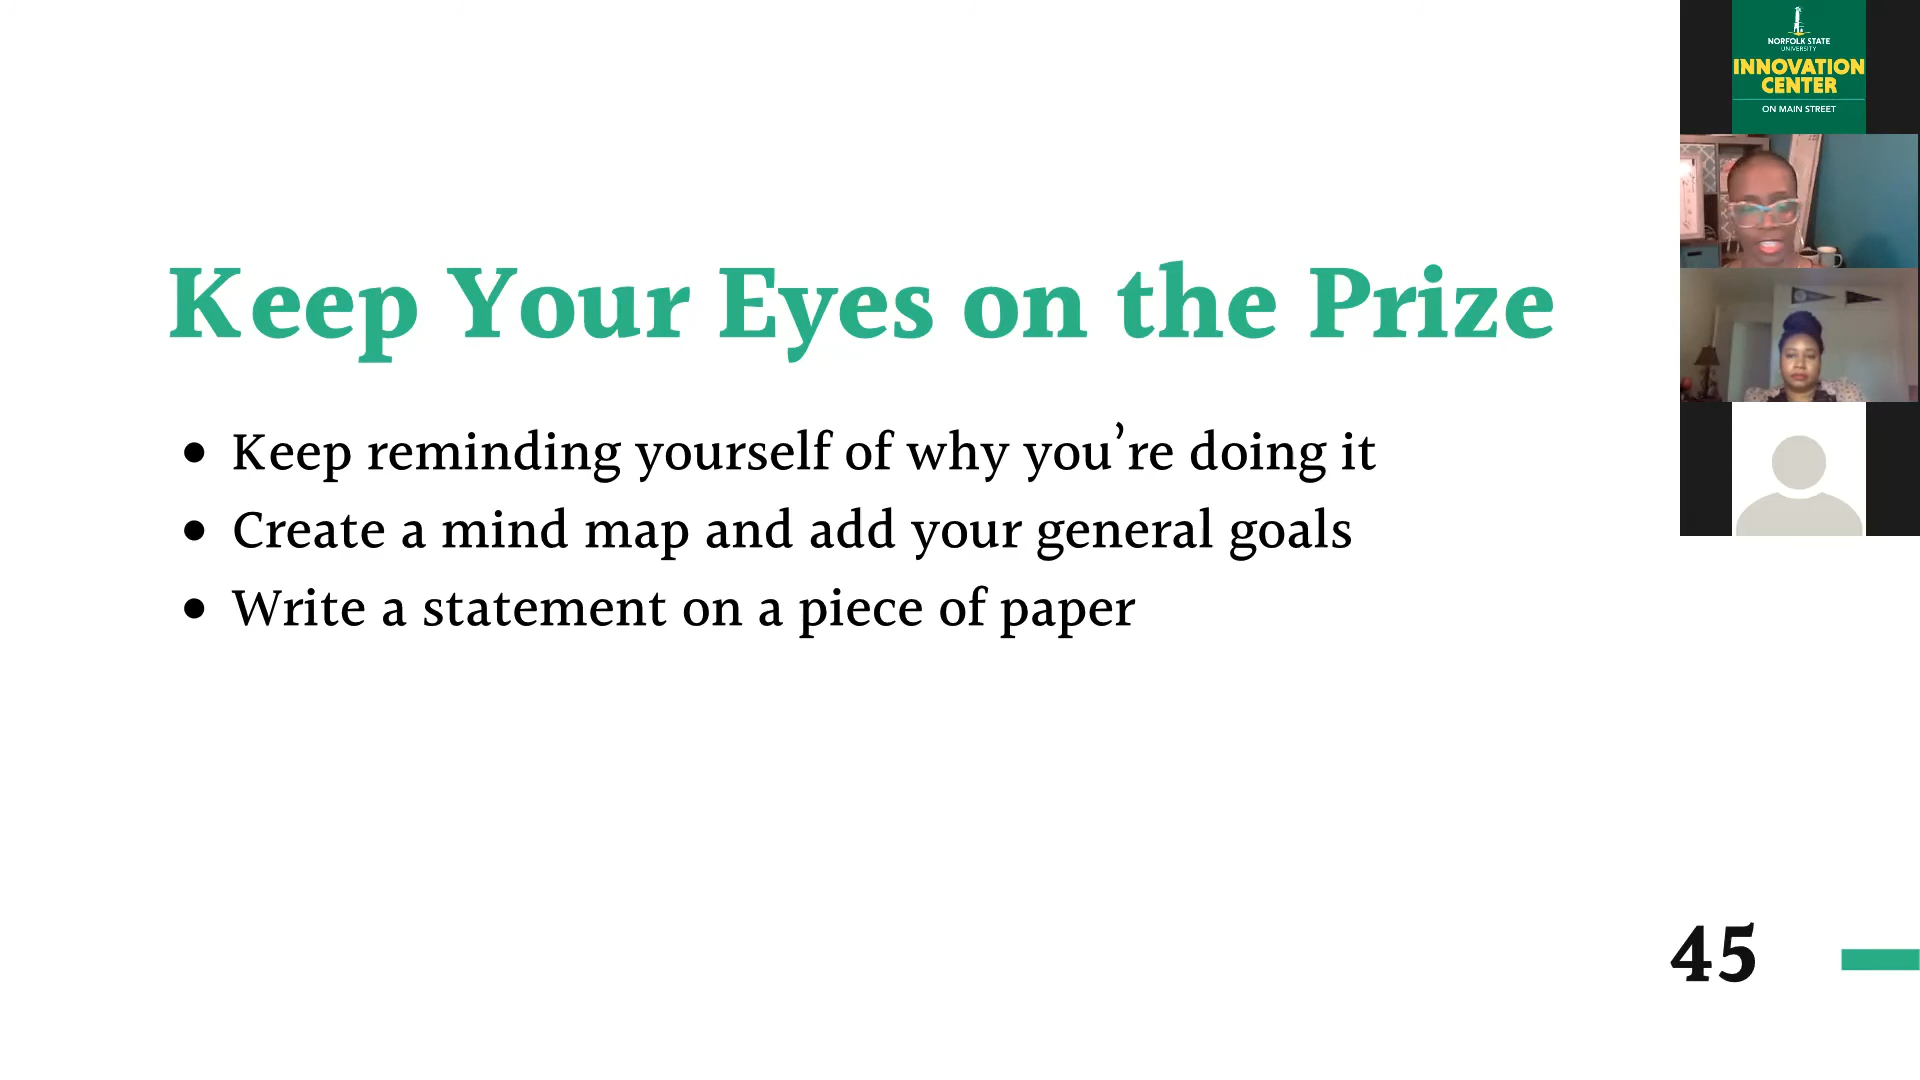 Keep Your Eyes on the Prize
• Keep reminding yourself of why you’re doing it
• Create a mind map and add your general goals
• Write a statement on a piece of paper
45
NORFOLK STATE
UNIVERSITY
INNOVATION
CENTER
ON MAIN STREET